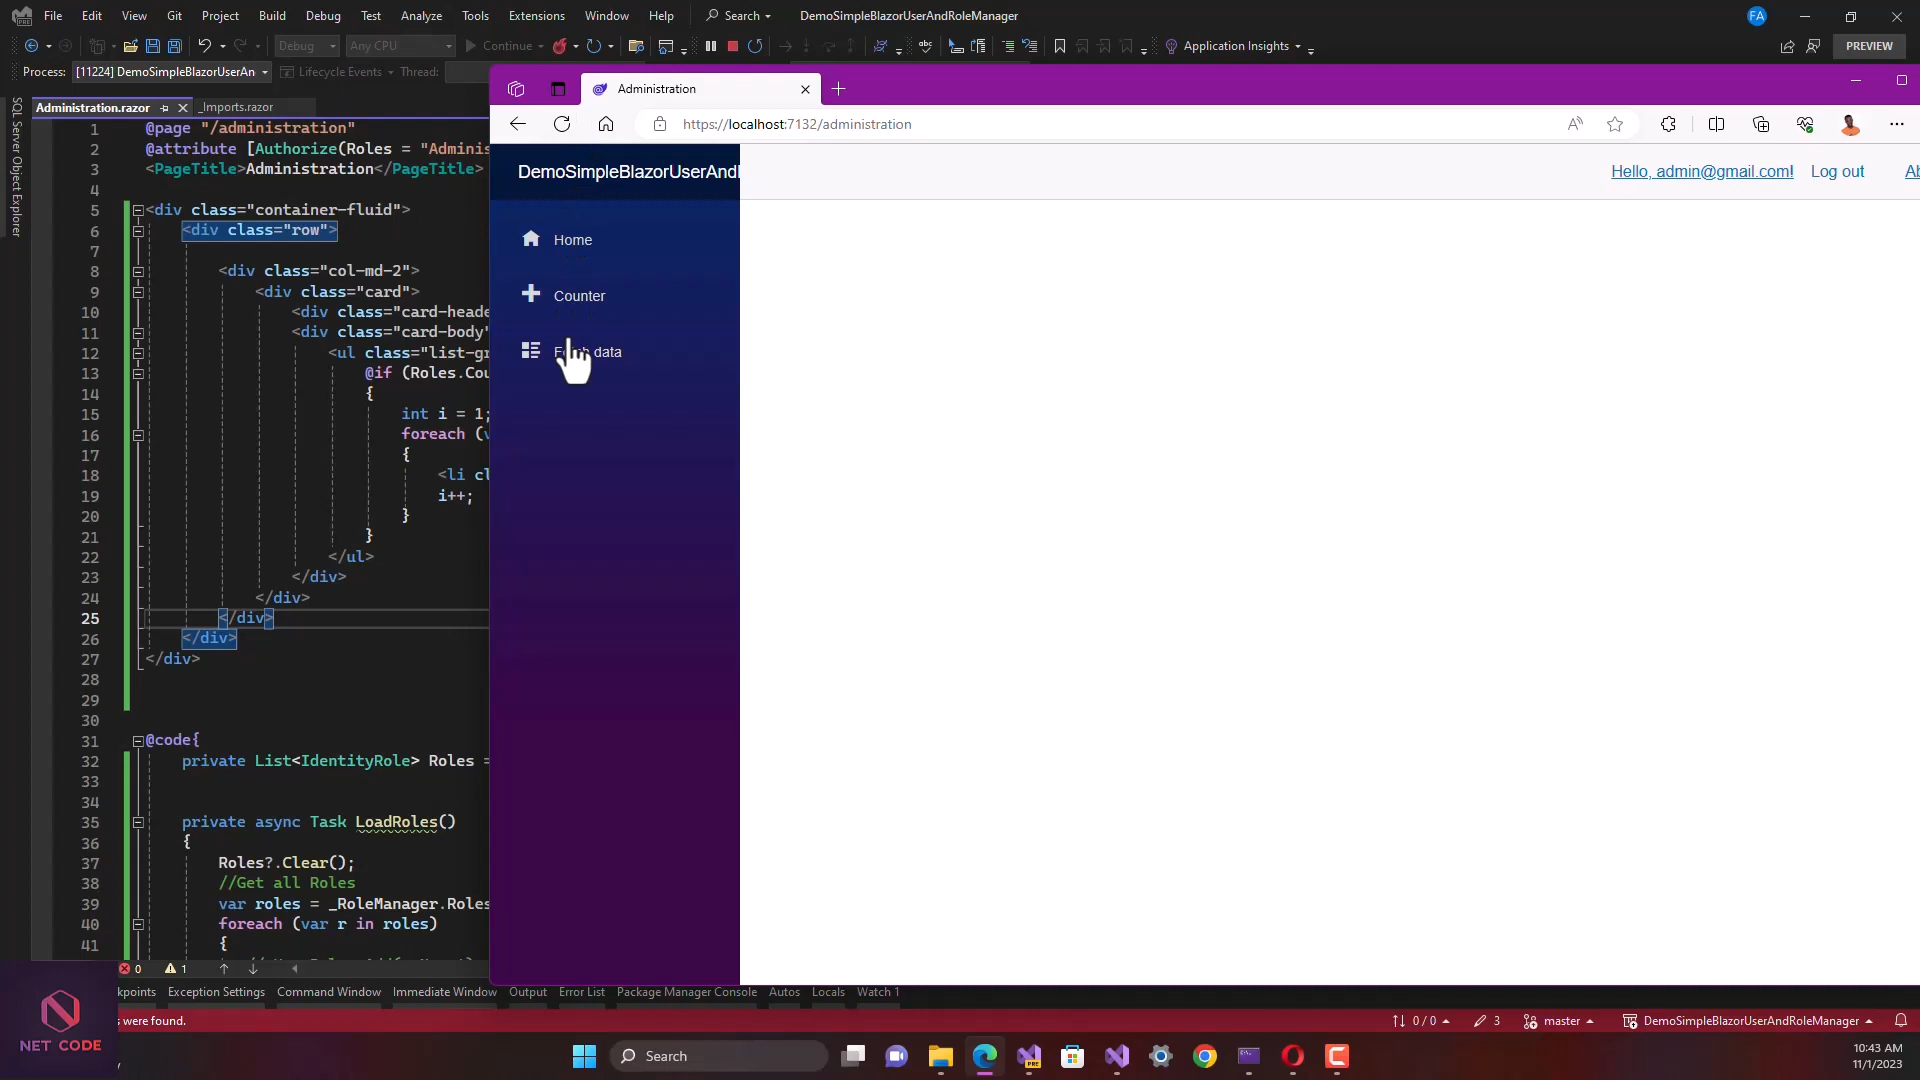 File Edit View Git Project Build Debug Test Analyze Tools Extensions Window Help Search DemoSimpleBlazorUserAndRoleManager FA
Debug Any CPU Continue Application Insights PREVIEW
Process: [11224] DemoSimpleBlazorUserAn Lifecycle Events Thread:
SQL Server Object Explorer
Administration.razor _Imports.razor
1 @page "/administration"
2 @attribute [Authorize(Roles = "Adminis
3 <PageTitle>Administration</PageTitle>
4
5 <div class="container-fluid">
6 <div class="row">
7
8 <div class="col-md-2">
9 <div class="card">
10 <div class="card-heade
11 <div class="card-body"
12 <ul class="list-gr
13 @if (Roles.Cou
14 {
15 int i = 1;
16 foreach (v
17 {
18 <li cl
19 i++;
20 }
21 }
22 </ul>
23 </div>
24 </div>
25 </div>
26 </div>
27 </div>
28
29
30
31 @code{
32 private List<IdentityRole> Roles =
33
34
35 private async Task LoadRoles()
36 {
37 Roles?.Clear();
38 //Get all Roles
39 var roles = _RoleManager.Roles
40 foreach (var r in roles)
41 {
0 1
Administration
https://localhost:7132/administration
DemoSimpleBlazorUserAndI
Hello, admin@gmail.com! Log out Ab
Home
Counter
Fetch data
kpoints Exception Settings Command Window Immediate Window Output Error List Package Manager Console Autos Locals Watch 1
s were found. 0 / 0 3 master DemoSimpleBlazorUserAndRoleManager
NET CODE
Search
10:43 AM
11/1/2023